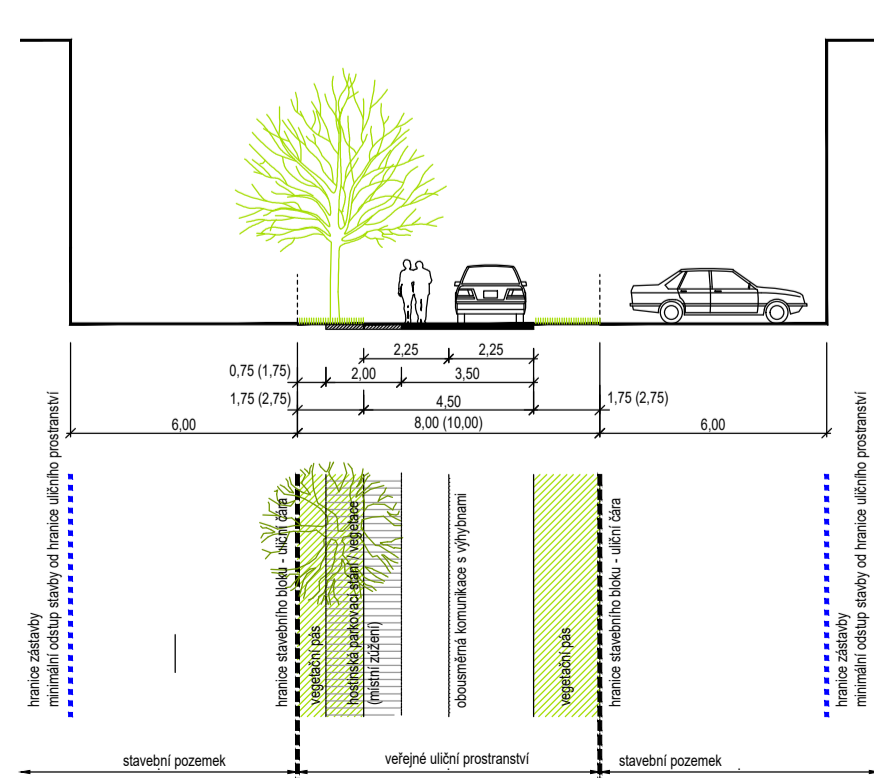 2,25
2,25
0,75 (1,75)
2,00
3,50
1,75 (2,75)
4,50
1,75 (2,75)
6,00
8,00 (10,00)
6,00
hranice zástavby
minimální odstup stavby od hranice uličního prostranství
hranice stavebního bloku - uliční čára
vegetační pás
hostinská parkovací stání / vegetace
(místní zúžení)
obousměrná komunikace s výhybnami
vegetační pás
hranice stavebního bloku - uliční čára
hranice zástavby
minimální odstup stavby od hranice uličního prostranství
stavební pozemek
veřejné uliční prostranství
stavební pozemek